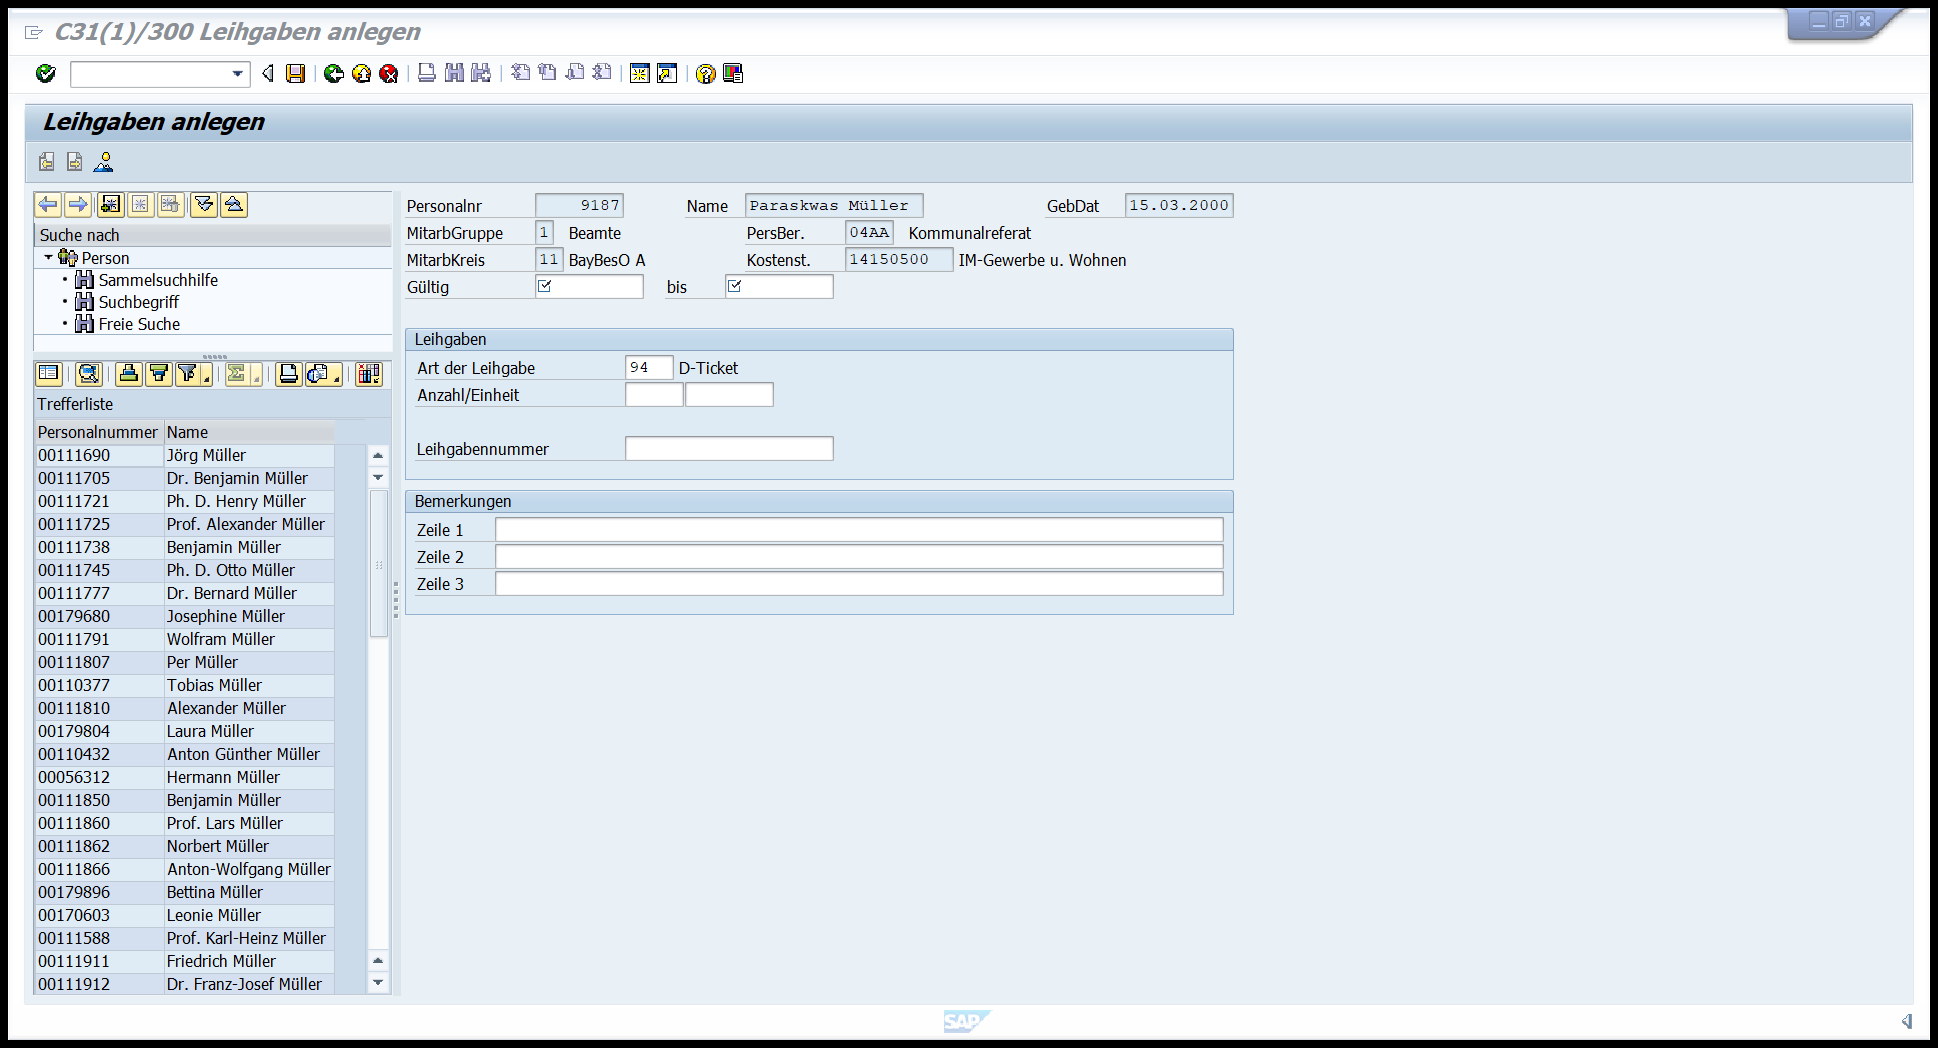 C31(1)/300 Leihgaben anlegen
Leihgaben anlegen
Suche nach
Person
Sammelsuchhilfe
Suchbegriff
Freie Suche
Trefferliste
Personalnummer Name
00111690 Jörg Müller
00111705 Dr. Benjamin Müller
00111721 Ph. D. Henry Müller
00111725 Prof. Alexander Müller
00111738 Benjamin Müller
00111745 Ph. D. Otto Müller
00111777 Dr. Bernard Müller
00179680 Josephine Müller
00111791 Wolfram Müller
00111807 Per Müller
00110377 Tobias Müller
00111810 Alexander Müller
00179804 Laura Müller
00110432 Anton Günther Müller
00056312 Hermann Müller
00111850 Benjamin Müller
00111860 Prof. Lars Müller
00111862 Norbert Müller
00111866 Anton-Wolfgang Müller
00179896 Bettina Müller
00170603 Leonie Müller
00111588 Prof. Karl-Heinz Müller
00111911 Friedrich Müller
00111912 Dr. Franz-Josef Müller
Personalnr 9187 Name Paraskwas Müller GebDat 15.03.2000
MitarbGruppe 1 Beamte PersBer. 04AA Kommunalreferat
MitarbKreis 11 BayBesO A Kostenst. 14150500 IM-Gewerbe u. Wohnen
Gültig bis
Leihgaben
Art der Leihgabe 94 D-Ticket
Anzahl/Einheit
Leihgabennummer
Bemerkungen
Zeile 1
Zeile 2
Zeile 3
SAP